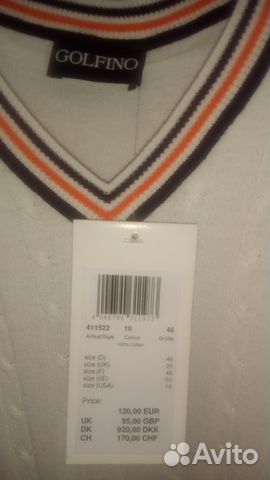 GOLFINO
411522 10 46
Artikel/Style Colour Größe
100% Cotton
size (D) 46
size (UK) 20
size (F) 48
size (VE) 50
size (USA) 18
Price:
120,00 EUR
UK 95,00 GBP
DK 920,00 DKK
CH 170,00 CHF
Avito